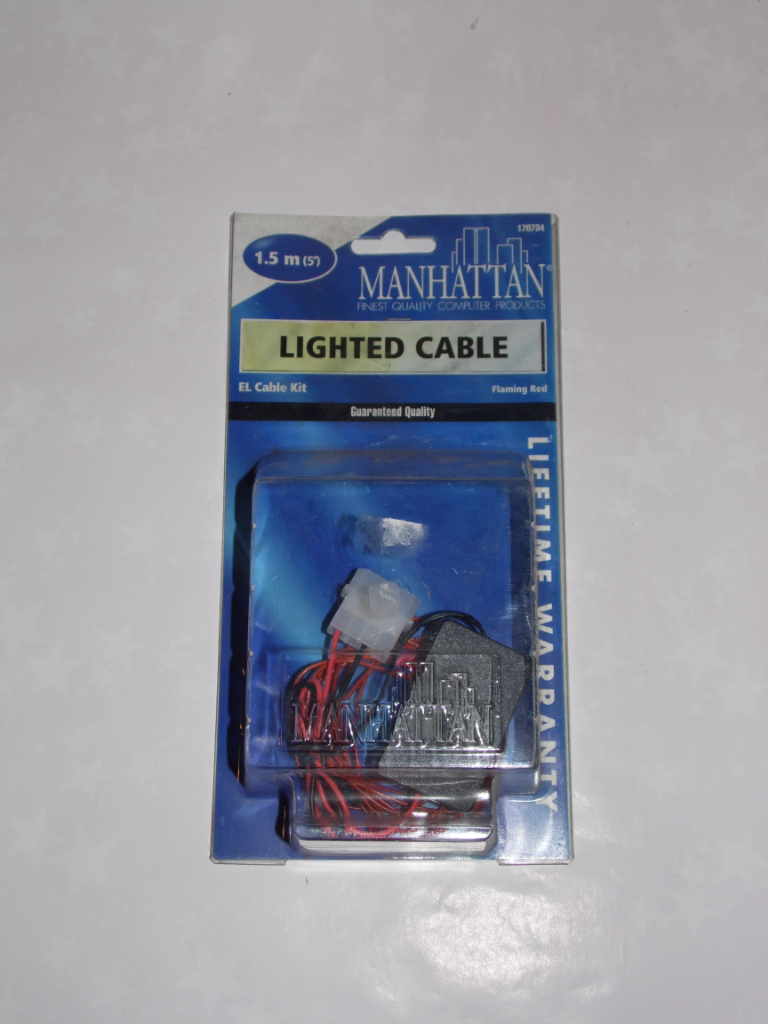 170734
1.5 m (5')
MANHATTAN®
FINEST QUALITY COMPUTER PRODUCTS
LIGHTED CABLE
EL Cable Kit
Flaming Red
Guaranteed Quality
LIFETIME WARRANTY
MANHATTAN